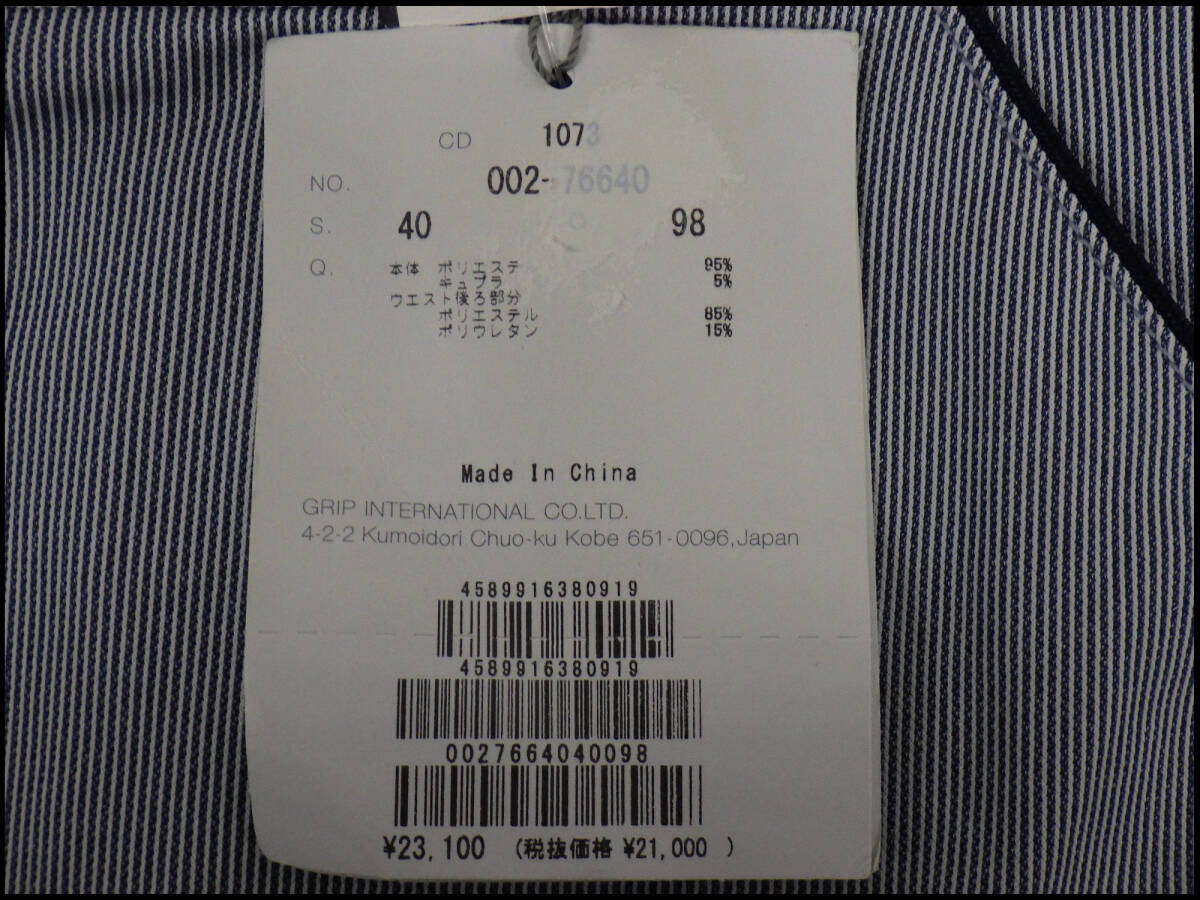 CD 1073
NO. 002-76640
S. 40 98
Q. 本体 ポリエステ 95%
キュプラ 5%
ウエスト後ろ部分
ポリエステル 85%
ポリウレタン 15%
Made In China
GRIP INTERNATIONAL CO.LTD.
4-2-2 Kumoidori Chuo-ku Kobe 651-0096,Japan
4589916380919
4589916380919
0027664040098
¥23,100 (税抜価格 ¥21,000 )